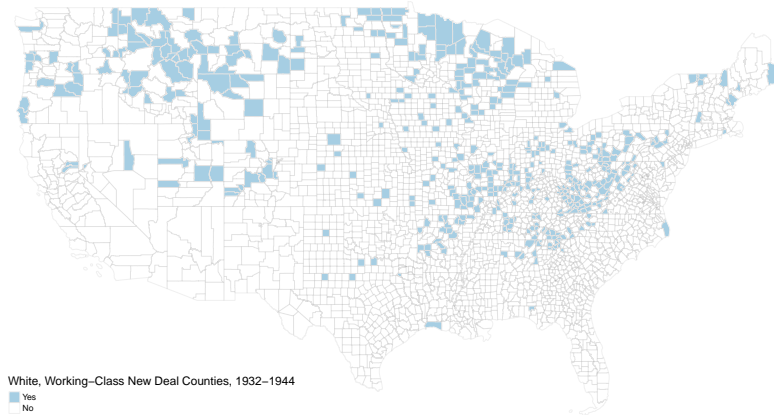 White, Working−Class New Deal Counties, 1932−1944
Yes
No